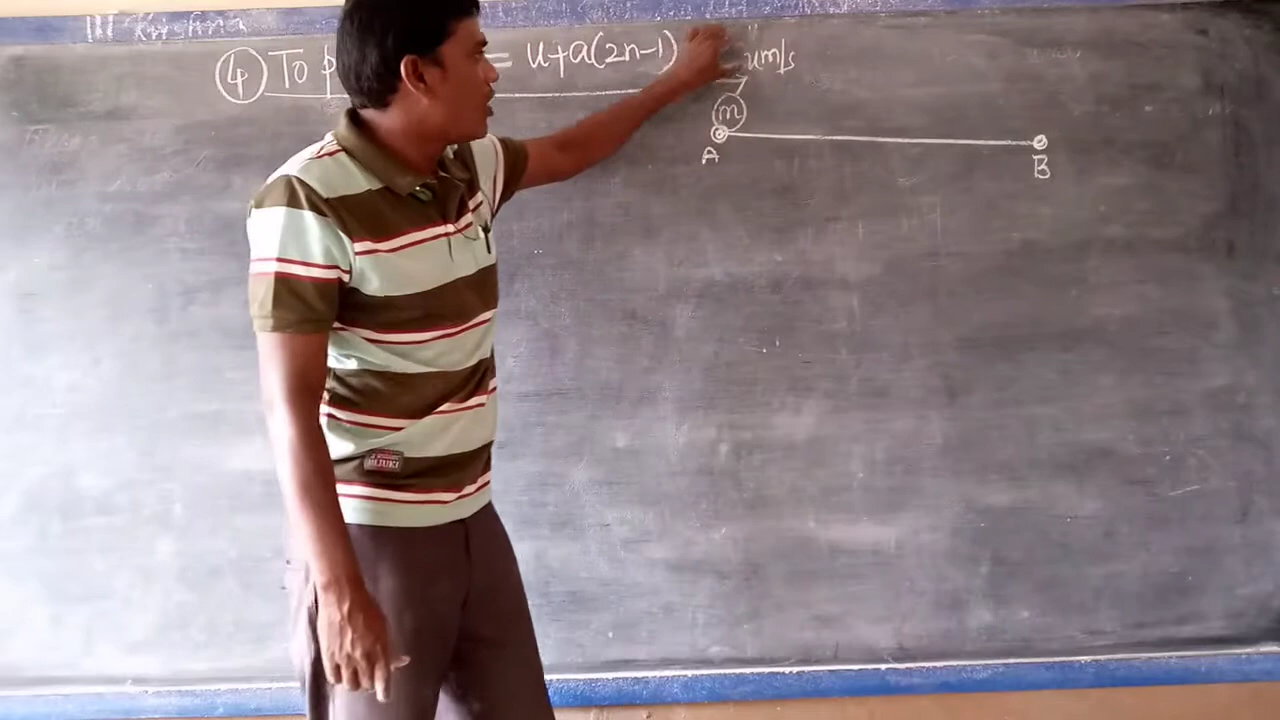 ④ To p = u+a(2n-1)
u m/s
m
A
B